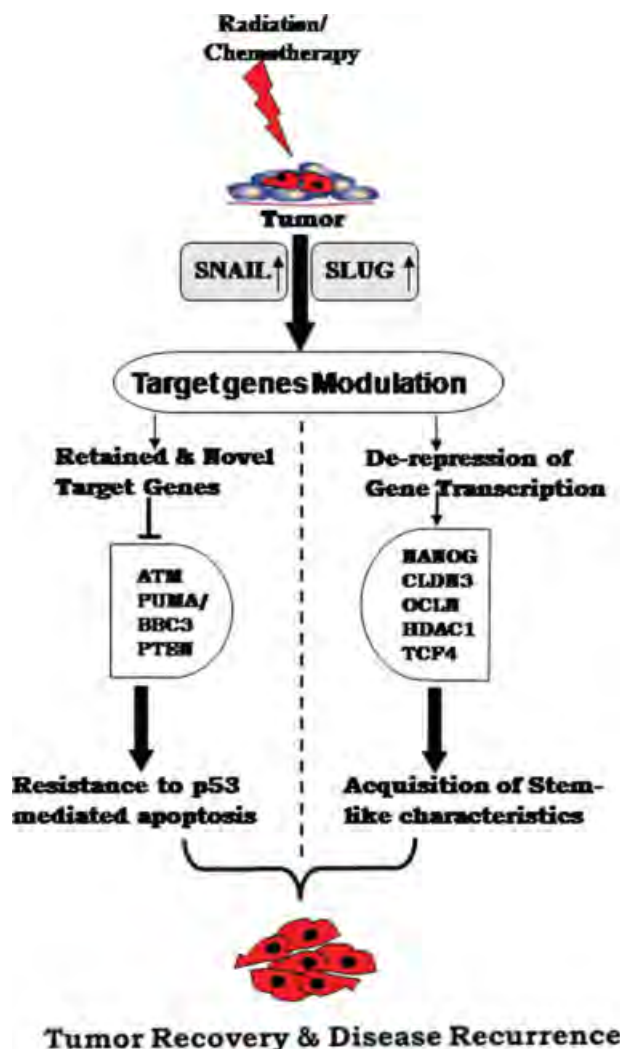 Radiation/
Chemotherapy
Tumor
SNAIL↑ SLUG↑
Target genes Modulation
Retained & Novel
Target Genes
ATM
PUMA/
BBC3
PTEN
Resistance to p53
mediated apoptosis
De-repression of
Gene Transcription
NANOG
CLDN3
OCLN
HDAC1
TCF4
Acquisition of Stem-
like characteristics
Tumor Recovery & Disease Recurrence